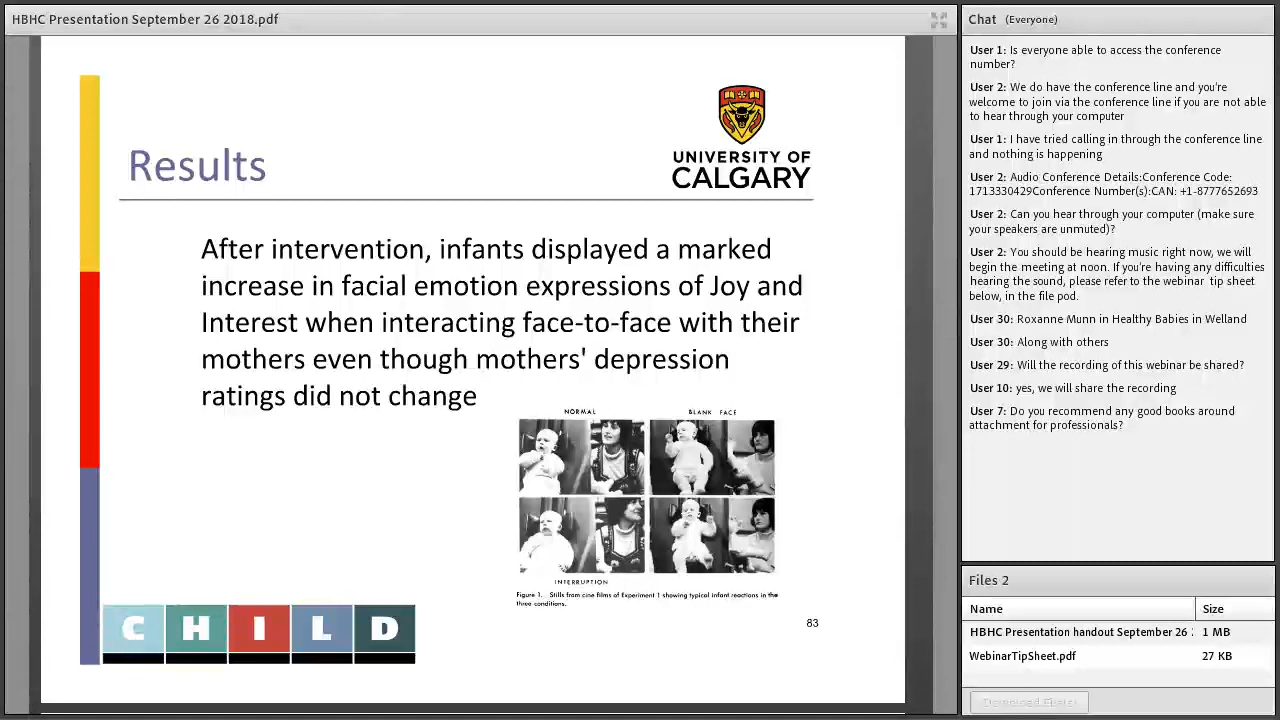 HBHC Presentation September 26 2018.pdf
UNIVERSITY OF
CALGARY
Results
After intervention, infants displayed a marked
increase in facial emotion expressions of Joy and
Interest when interacting face-to-face with their
mothers even though mothers' depression
ratings did not change
NORMAL
BLANK FACE
INTERRUPTION
Figure 1. Stills from cine films of Experiment 1 showing typical infant reactions in the
three conditions.
83
CHILD
Chat (Everyone)
User 1: Is everyone able to access the conference
number?
User 2: We do have the conference line and you're
welcome to join via the conference line you are not able
to hear through your computer
User 1: I have tried calling in through the conference line
and nothing is happening
User 2: Audio Conference Details:Conference Code:
1713330429Conference Number(s):CAN: +1-8777652693
User 2: Can you hear through your computer (make sure
your speakers are unmuted)?
User 2: You should be hearing music right now, we will
begin the meeting at noon. If you're having any difficulties
hearing the sound, please refer to the webinar tip sheet
below, in the file pod.
User 30: Roxanne Munn in Healthy Babies in Welland
User 30: Along with others
User 29: Will the recording of this webinar be shared?
User 10: yes, we will share the recording
User 7: Do you recommend any good books around
attachment for professionals?
Files 2
Name Size
HBHC Presentation handout September 26 1 MB
WebinarTipSheet.pdf 27 KB